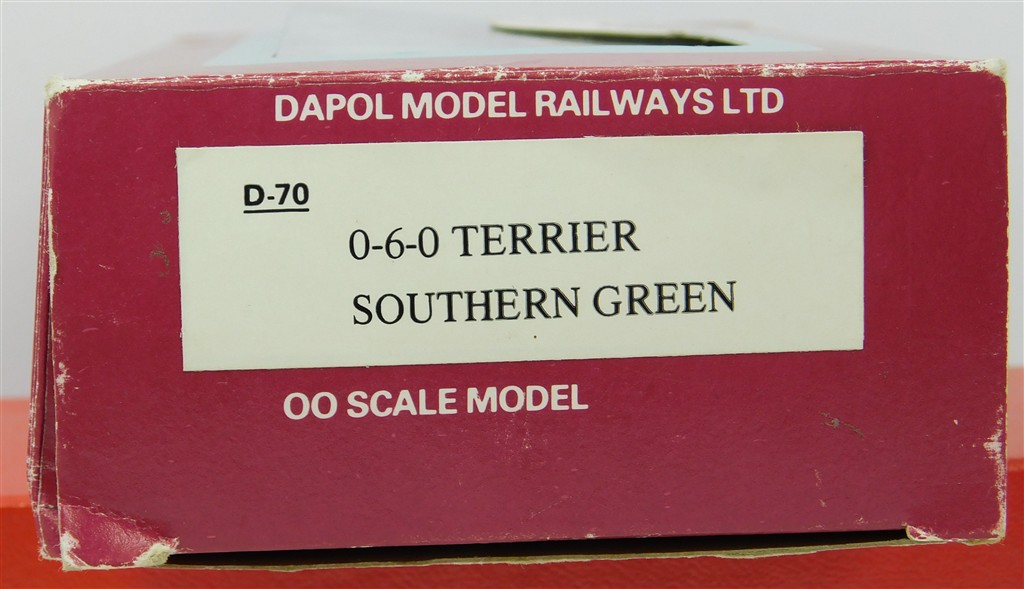 DAPOL MODEL RAILWAYS LTD
D-70
0-6-0 TERRIER
SOUTHERN GREEN
OO SCALE MODEL